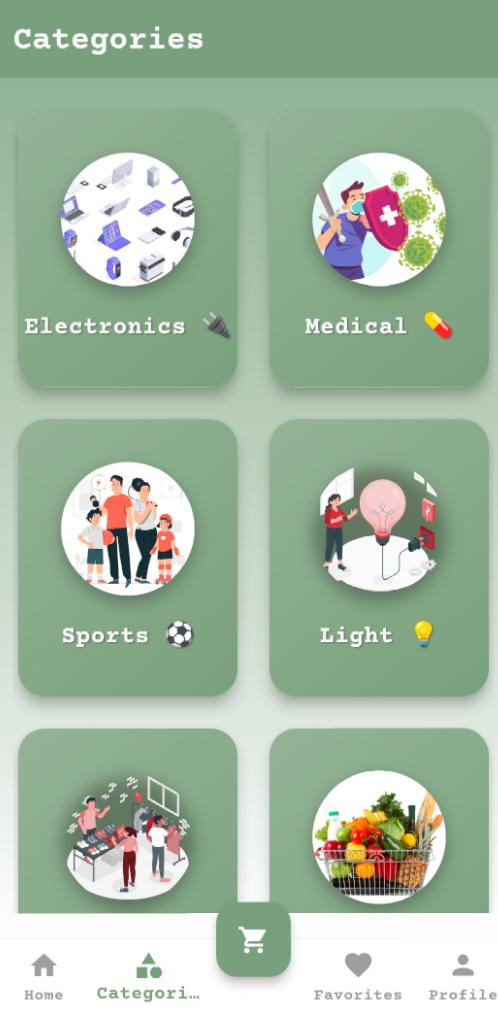 Categories
Electronics 🔌
Medical 💊
Sports ⚽
Light 💡
Home
Categori…
Favorites
Profile